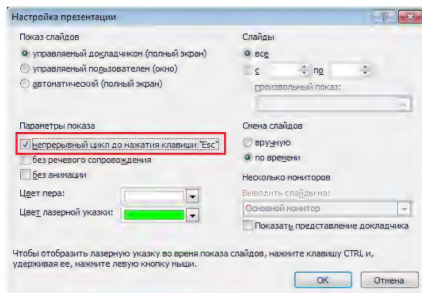 Настройка презентации
Показ слайдов
управляемый докладчиком (полный экран)
управляемый пользователем (окно)
автоматический (полный экран)
Слайды
все
с
по
произвольный показ:
Параметры показа
непрерывный цикл до нажатия клавиши "Esc"
без речевого сопровождения
без анимации
Цвет пера:
Цвет лазерной указки:
Смена слайдов
вручную
по времени
Несколько мониторов
Выводить слайды на:
Основной монитор
Показать представление докладчика
Чтобы отобразить лазерную указку во время показа слайдов, нажмите клавишу CTRL и,
удерживая ее, нажмите левую кнопку мыши.
ОК
Отмена